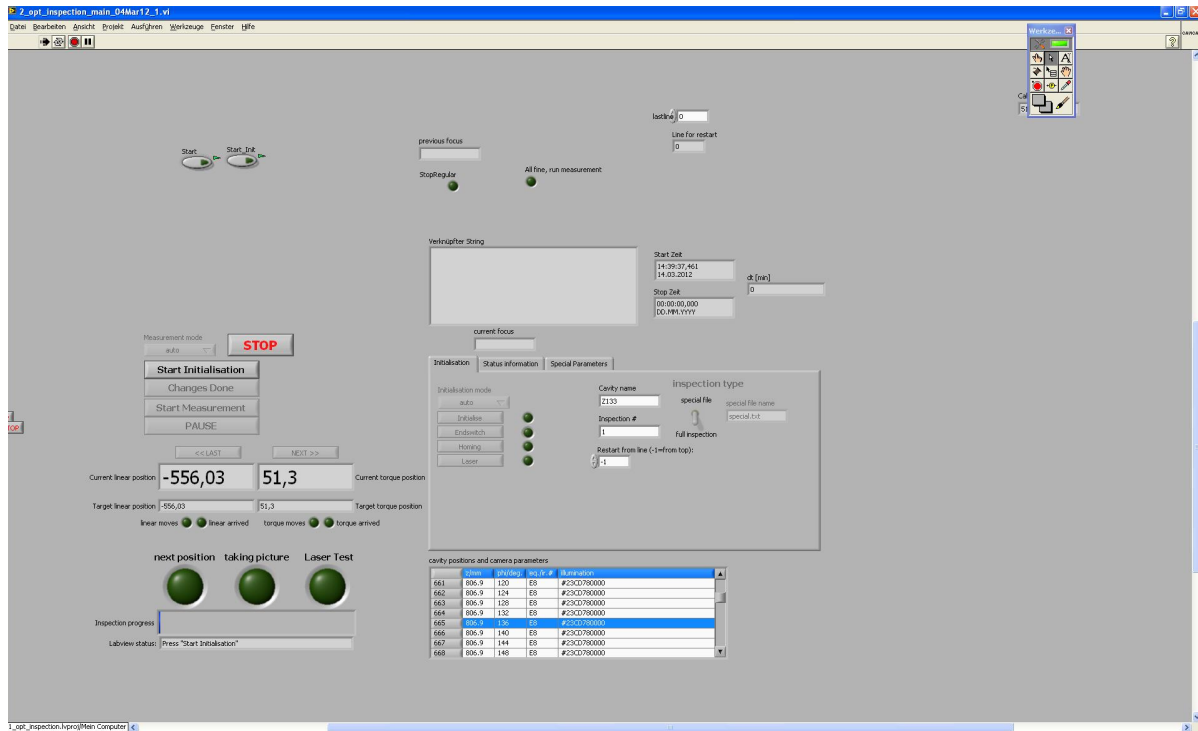 2_opt_inspection_main_04Mar12_1.vi
Datei Bearbeiten Ansicht Projekt Ausführen Werkzeuge Fenster Hilfe
Werkze...
lastline 0
Line for restart
0
previous focus
Start Start_Init
StopRegular
All fine, run measurement
Verknüpfter String
Start Zeit
14:39:37,461
14.03.2012
dt [min]
0
Stop Zeit
00:00:00,000
DD.MM.YYYY
current focus
Measurement mode
auto
STOP
Start Initialisation
Changes Done
Start Measurement
PAUSE
<< LAST NEXT >>
Current linear position -556,03 51,3 Current torque position
Target linear position -556,03 51,3 Target torque position
linear moves linear arrived torque moves torque arrived
next position taking picture Laser Test
Inspection progress
Labview status: Press "Start Initialisation"
Initialisation Status information Special Parameters
Initialisation mode
auto
Initialise
Endswitch
Homing
Laser
Cavity name
Z133
Inspection #
1
Restart from line (-1=from top):
-1
inspection type
special file
full inspection
special file name
special.txt
cavity positions and camera parameters
z/mm phi/deg. eq./ir.# illumination
661 806.9 120 E8 #23CD780000
662 806.9 124 E8 #23CD780000
663 806.9 128 E8 #23CD780000
664 806.9 132 E8 #23CD780000
665 806.9 136 E8 #23CD780000
666 806.9 140 E8 #23CD780000
667 806.9 144 E8 #23CD780000
668 806.9 148 E8 #23CD780000
1_opt_inspection.lvproj/Mein Computer